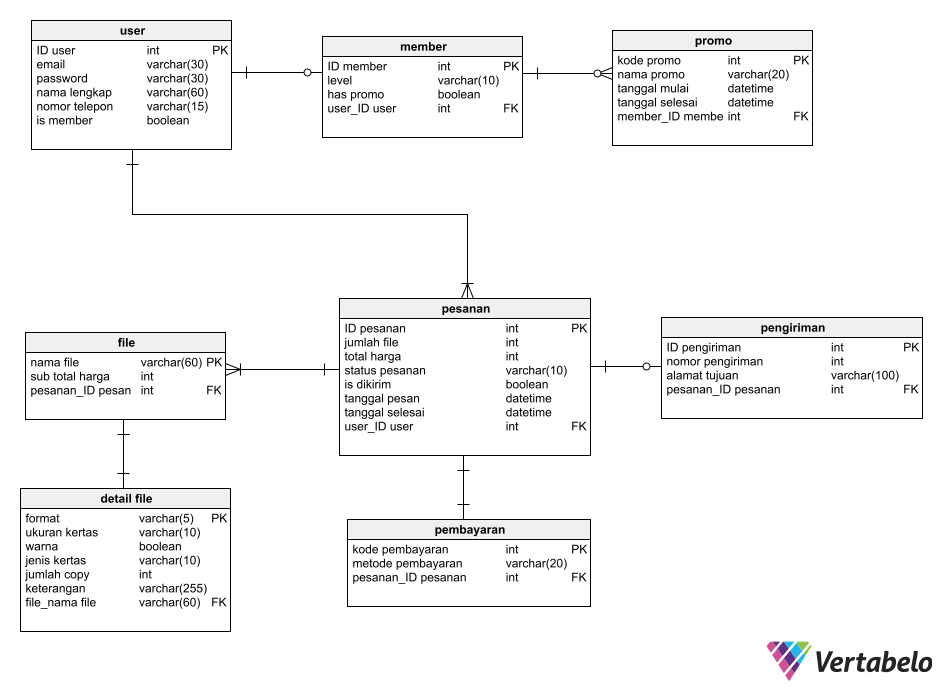 user
ID user int PK
email varchar(30)
password varchar(30)
nama lengkap varchar(60)
nomor telepon varchar(15)
is member boolean
member
ID member int PK
level varchar(10)
has promo boolean
user_ID user int FK
promo
kode promo int PK
nama promo varchar(20)
tanggal mulai datetime
tanggal selesai datetime
member_ID membe int FK
file
nama file varchar(60) PK
sub total harga int
pesanan_ID pesan int FK
pesanan
ID pesanan int PK
jumlah file int
total harga int
status pesanan varchar(10)
is dikirim boolean
tanggal pesan datetime
tanggal selesai datetime
user_ID user int FK
pengiriman
ID pengiriman int PK
nomor pengiriman int
alamat tujuan varchar(100)
pesanan_ID pesanan int FK
detail file
format varchar(5) PK
ukuran kertas varchar(10)
warna boolean
jenis kertas varchar(10)
jumlah copy int
keterangan varchar(255)
file_nama file varchar(60) FK
pembayaran
kode pembayaran int PK
metode pembayaran varchar(20)
pesanan_ID pesanan int FK
Vertabelo